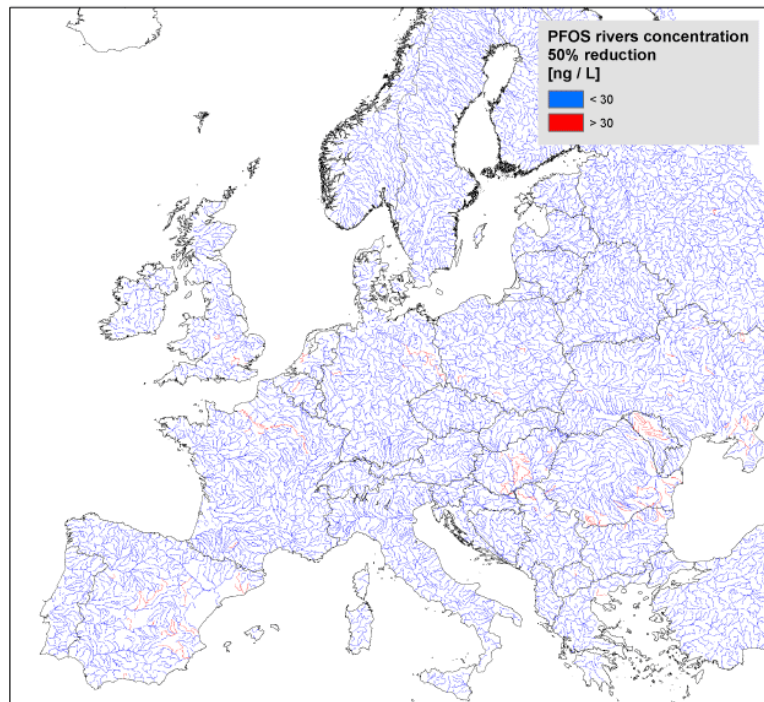 PFOS rivers concentration
50% reduction
[ng / L]
< 30
> 30